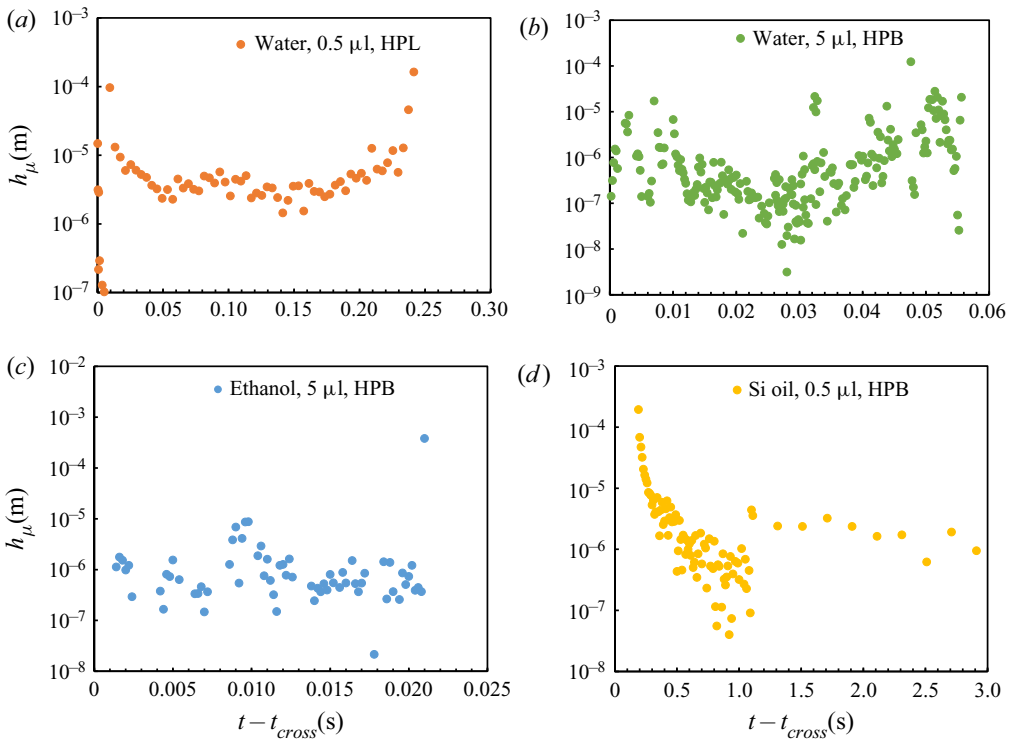 (a)
10⁻³
10⁻⁴
10⁻⁵
10⁻⁶
10⁻⁷
hμ(m)
Water, 0.5 μl, HPL
0 0.05 0.10 0.15 0.20 0.25 0.30
(b)
10⁻³
10⁻⁴
10⁻⁵
10⁻⁶
10⁻⁷
10⁻⁸
10⁻⁹
Water, 5 μl, HPB
0 0.01 0.02 0.03 0.04 0.05 0.06
(c)
10⁻²
10⁻³
10⁻⁴
10⁻⁵
10⁻⁶
10⁻⁷
10⁻⁸
hμ(m)
Ethanol, 5 μl, HPB
0 0.005 0.010 0.015 0.020 0.025
t – tcross(s)
(d)
10⁻³
10⁻⁴
10⁻⁵
10⁻⁶
10⁻⁷
10⁻⁸
Si oil, 0.5 μl, HPB
0 0.5 1.0 1.5 2.0 2.5 3.0
t – tcross(s)